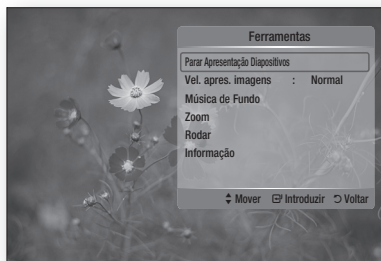 Ferramentas
Parar Apresentação Diapositivos
Vel. apres. imagens : Normal
Música de Fundo
Zoom
Rodar
Informação
Mover Introduzir Voltar